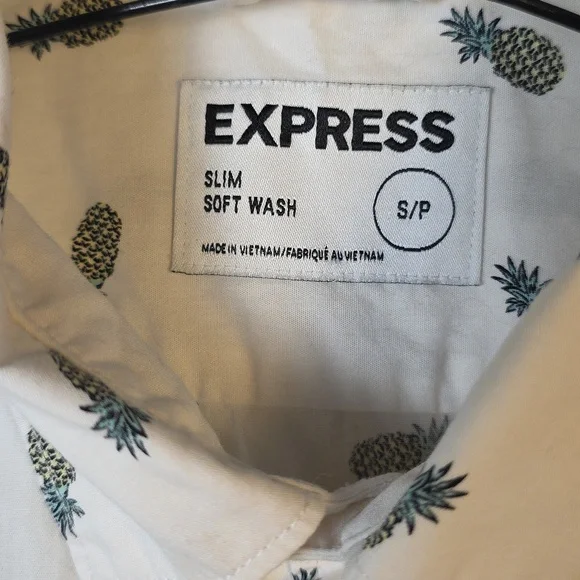 EXPRESS
SLIM
SOFT WASH
S/P
MADE IN VIETNAM/FABRIQUÉ AU VIETNAM